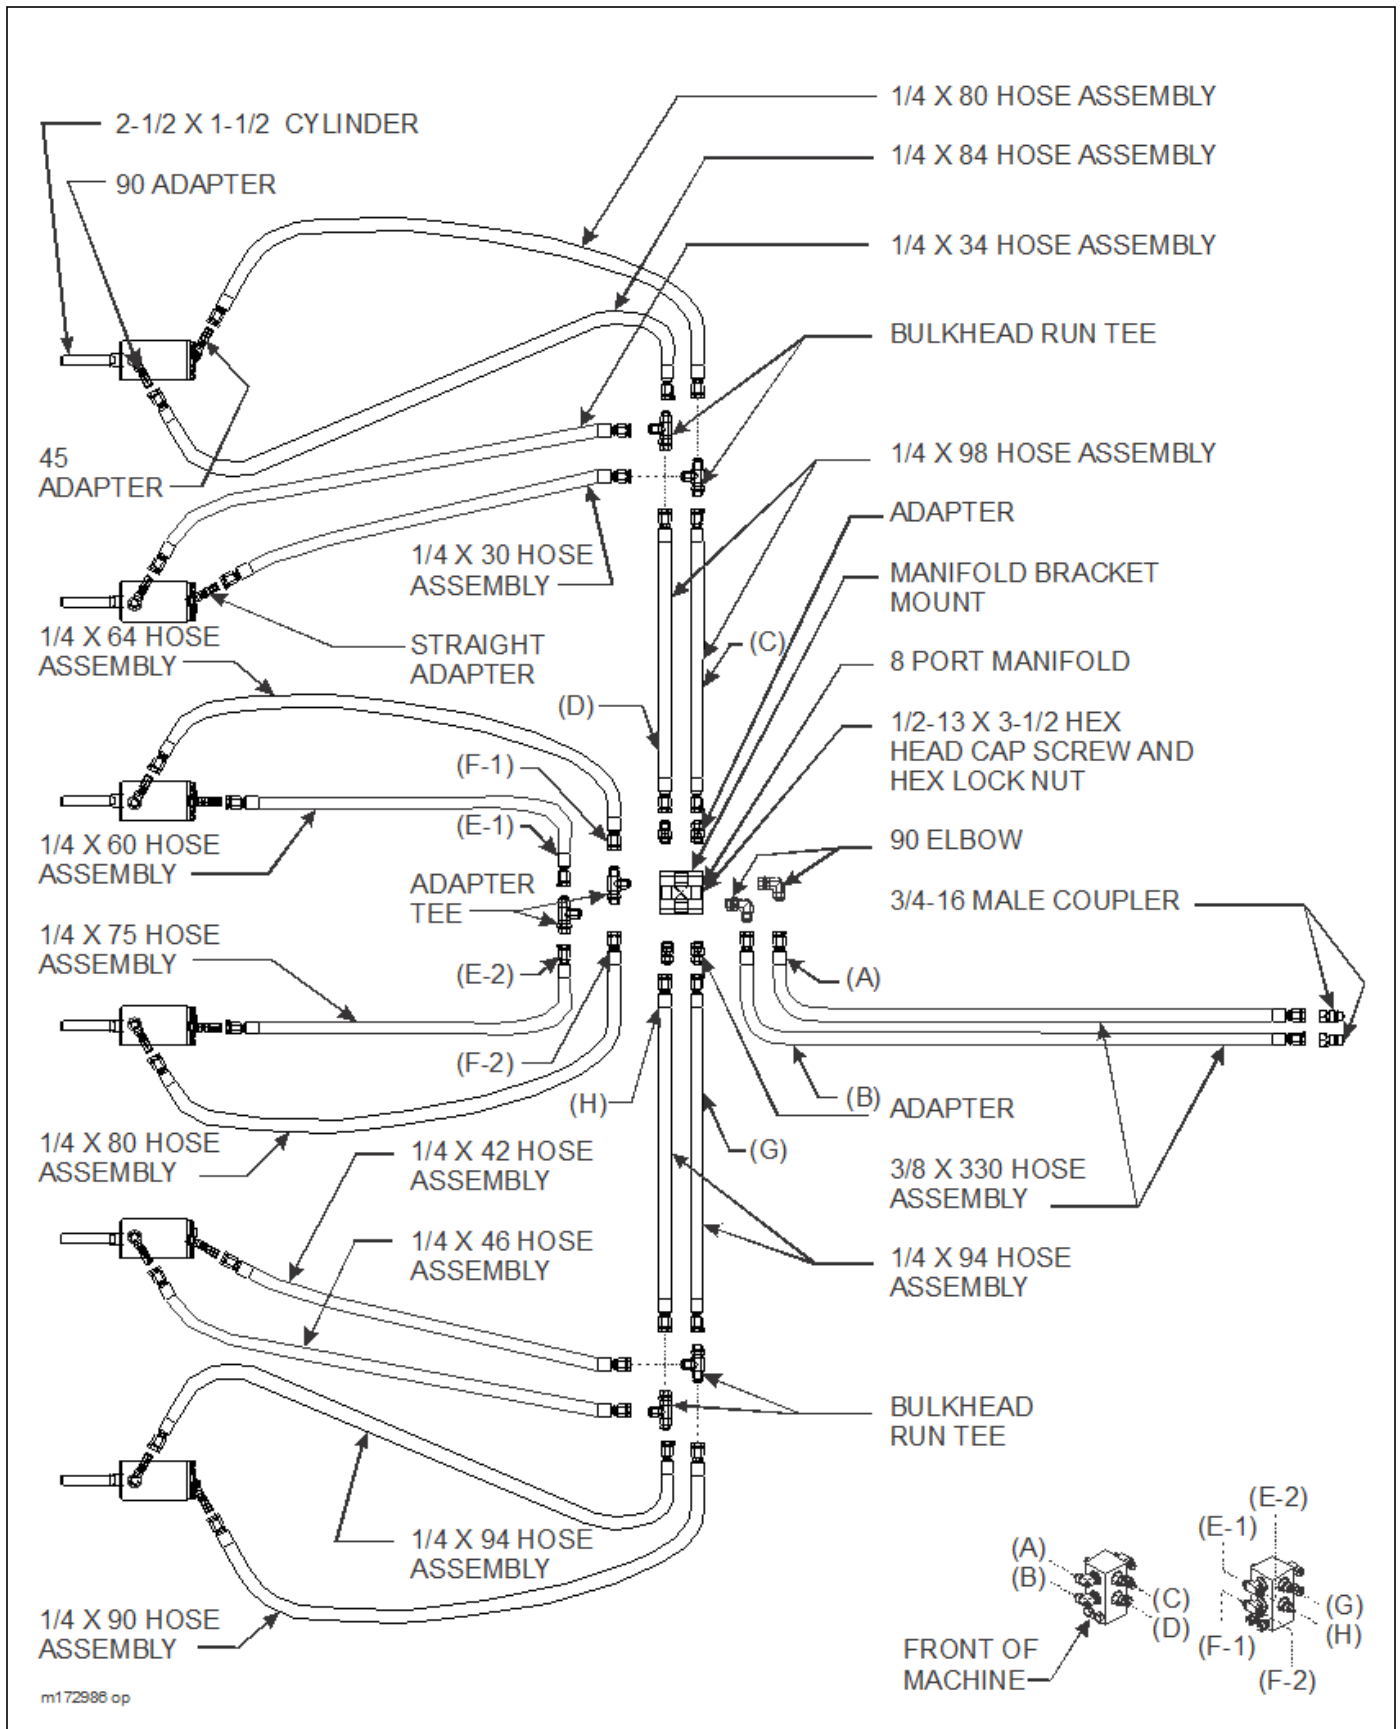 2-1/2 X 1-1/2 CYLINDER
90 ADAPTER
45
ADAPTER
1/4 X 80 HOSE ASSEMBLY
1/4 X 84 HOSE ASSEMBLY
1/4 X 34 HOSE ASSEMBLY
BULKHEAD RUN TEE
1/4 X 98 HOSE ASSEMBLY
ADAPTER
MANIFOLD BRACKET
MOUNT
8 PORT MANIFOLD
1/2-13 X 3-1/2 HEX
HEAD CAP SCREW AND
HEX LOCK NUT
90 ELBOW
3/4-16 MALE COUPLER
1/4 X 30 HOSE
ASSEMBLY
STRAIGHT
ADAPTER
(C)
(D)
1/4 X 64 HOSE
ASSEMBLY
(F-1)
(E-1)
1/4 X 60 HOSE
ASSEMBLY
ADAPTER
TEE
1/4 X 75 HOSE
ASSEMBLY
(E-2)
(A)
(F-2)
(H)
(B)
ADAPTER
(G)
1/4 X 80 HOSE
ASSEMBLY
1/4 X 42 HOSE
ASSEMBLY
3/8 X 330 HOSE
ASSEMBLY
1/4 X 46 HOSE
ASSEMBLY
1/4 X 94 HOSE
ASSEMBLY
BULKHEAD
RUN TEE
1/4 X 94 HOSE
ASSEMBLY
1/4 X 90 HOSE
ASSEMBLY
(A)
(B)
(C)
(D)
FRONT OF
MACHINE
(E-2)
(E-1)
(G)
(H)
(F-1)
(F-2)
m172986 op